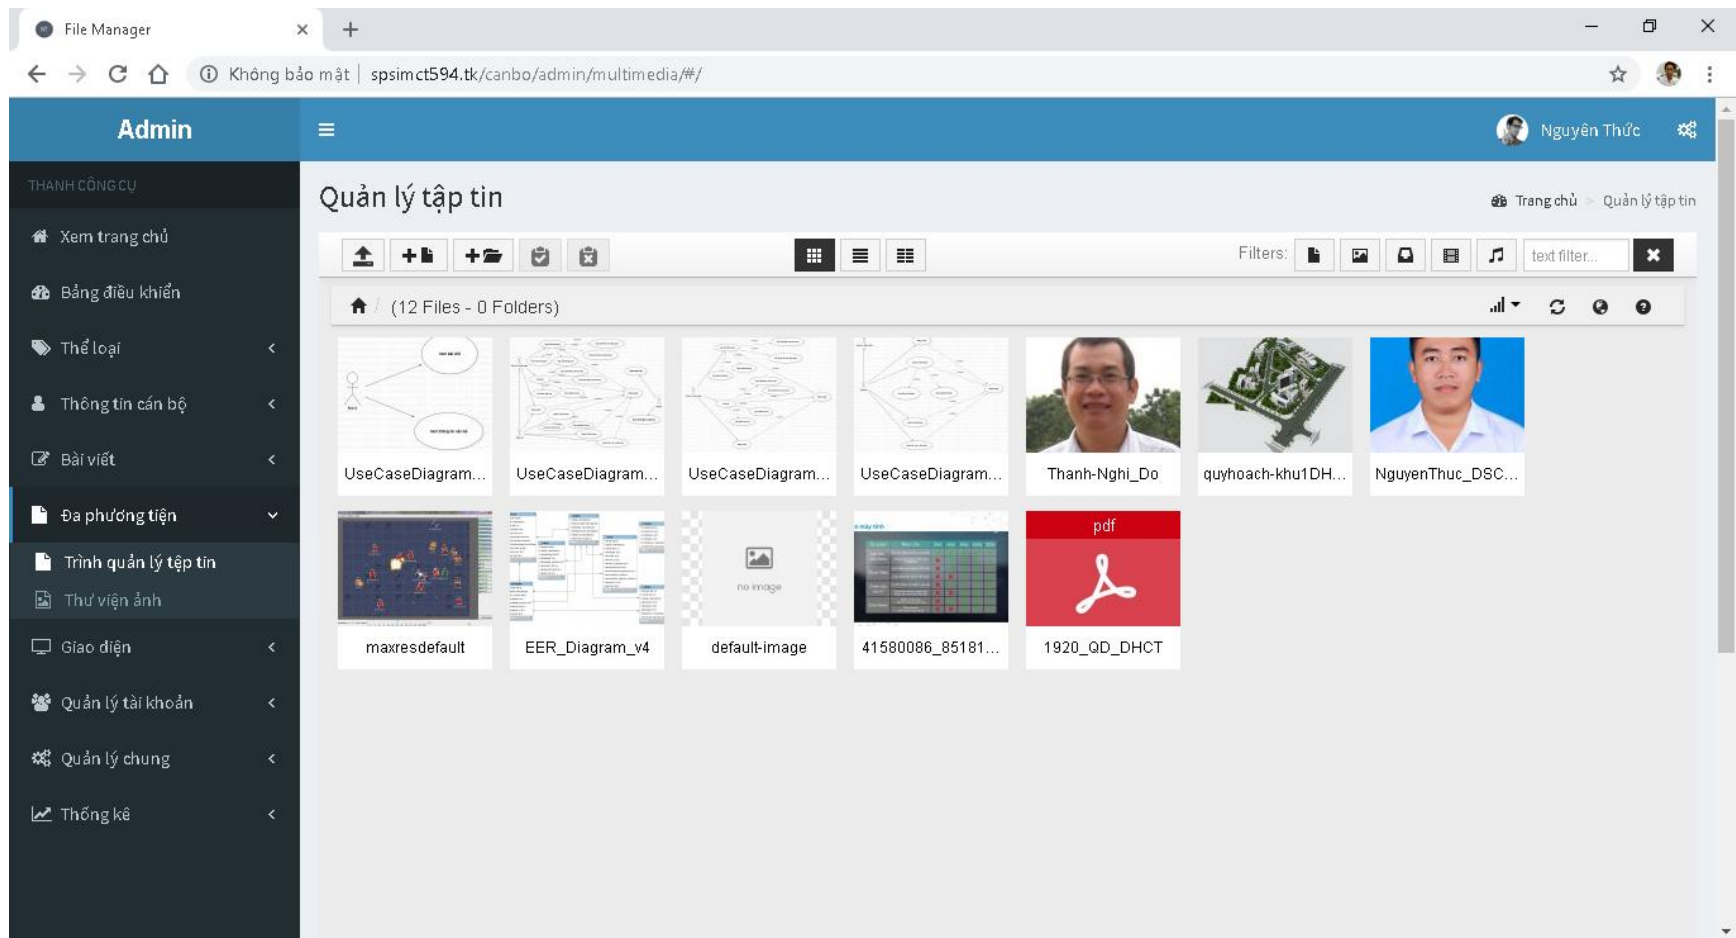 File Manager
Không bảo mật | spsimct594.tk/canbo/admin/multimedia/#/
Admin
Nguyên Thức
THANH CÔNG CỤ
Xem trang chủ
Bảng điều khiển
Thể loại
Thông tin cán bộ
Bài viết
Đa phương tiện
Trình quản lý tệp tin
Thư viện ảnh
Giao diện
Quản lý tài khoản
Quản lý chung
Thống kê
Quản lý tập tin
Trang chủ > Quản lý tập tin
Filters: text filter...
/ (12 Files - 0 Folders)
UseCaseDiagram... UseCaseDiagram... UseCaseDiagram... UseCaseDiagram... Thanh-Nghi_Do quyhoach-khu1DH... NguyenThuc_DSC...
no image
pdf
maxresdefault EER_Diagram_v4 default-image 41580086_85181... 1920_QD_DHCT